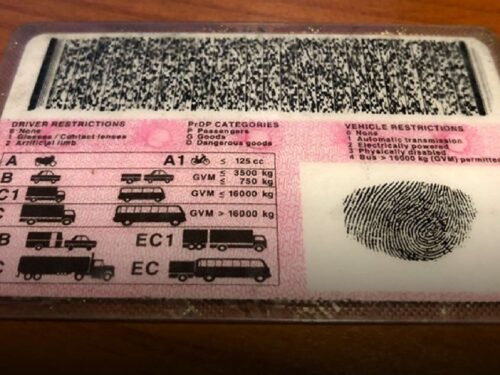 DRIVER RESTRICTIONS
0 None
1 Glasses / Contact lenses
2 Artificial limb
PrDP CATEGORIES
P Passengers
G Goods
D Dangerous goods
VEHICLE RESTRICTIONS
0 None
1 Automatic transmission
2 Electrically powered
3 Physically disabled
4 Bus > 16000 kg (GVM) permitted
A A1 ≤ 125 cc
B GVM ≤ 3500 kg
≤ 750 kg
C1 GVM ≤ 16000 kg
C GVM > 16000 kg
B EC1
C EC